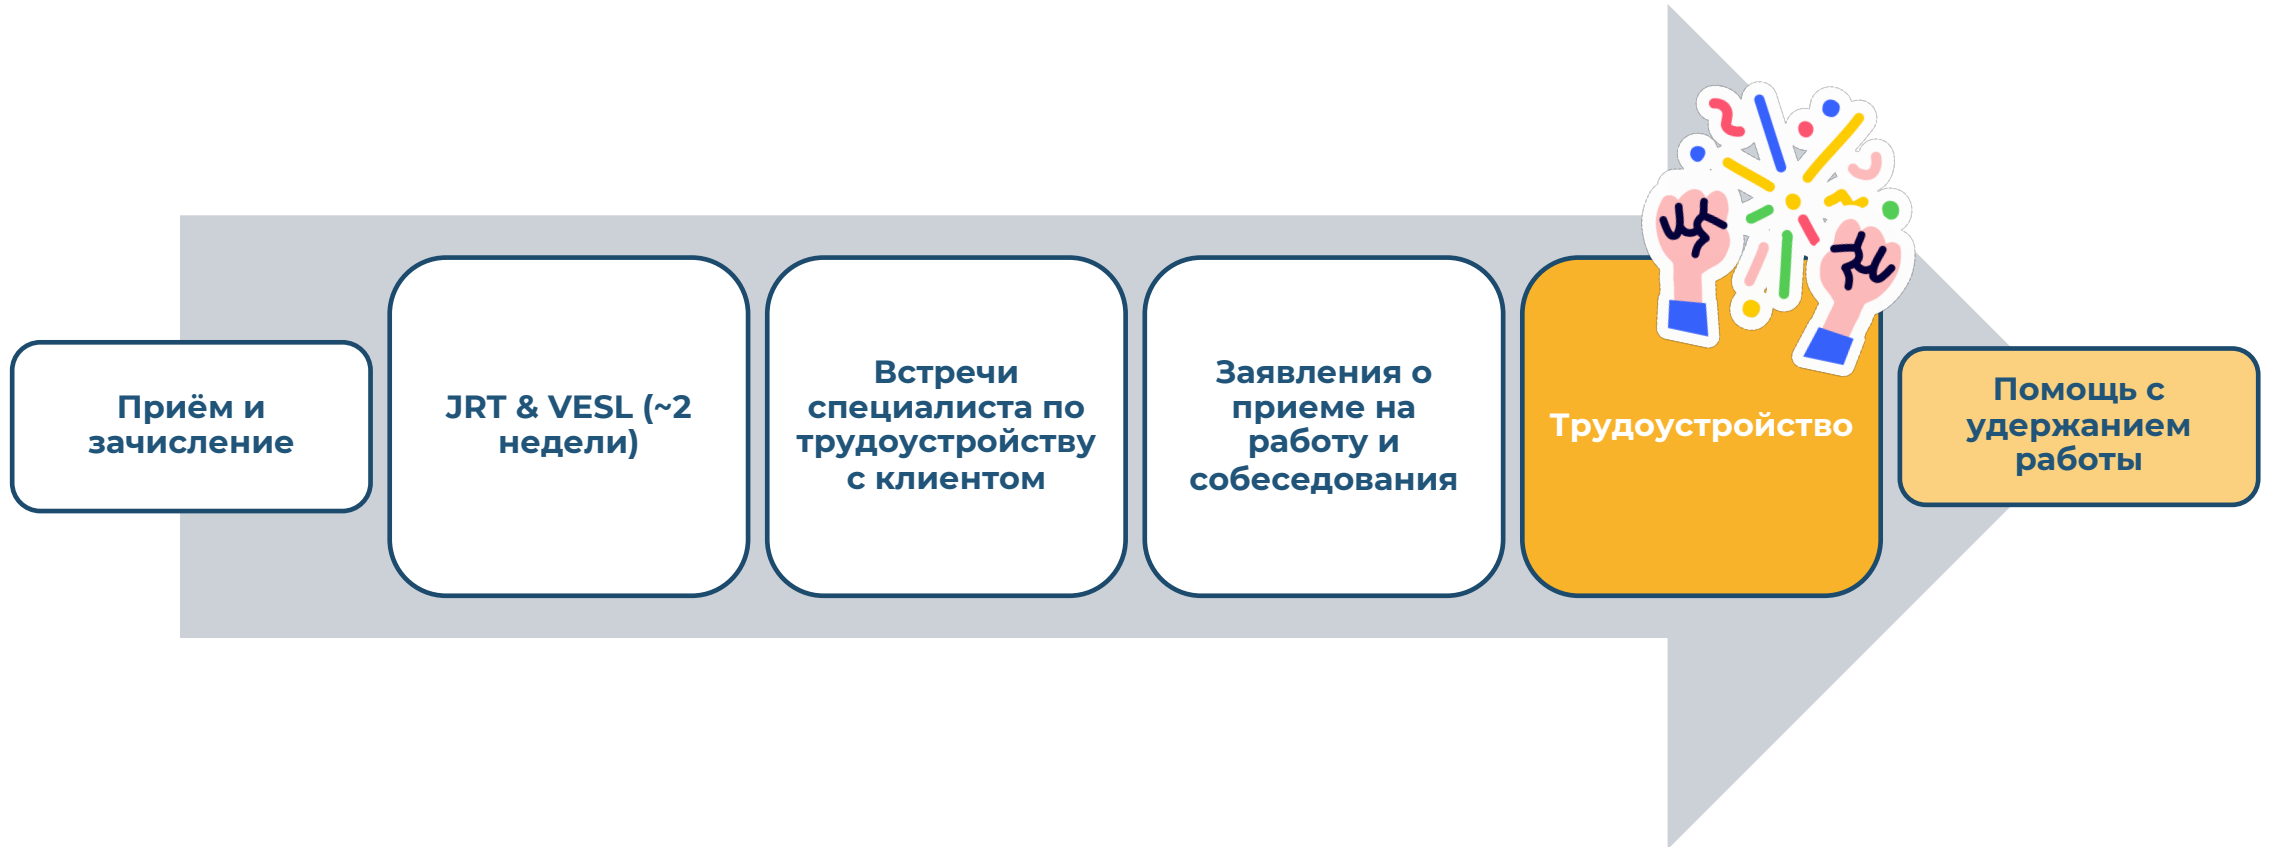 Приём и
зачисление
JRT & VESL (~2
недели)
Встречи
специалиста по
трудоустройству
с клиентом
Заявления о
приеме на
работу и
собеседования
Трудоустройство
Помощь с
удержанием
работы